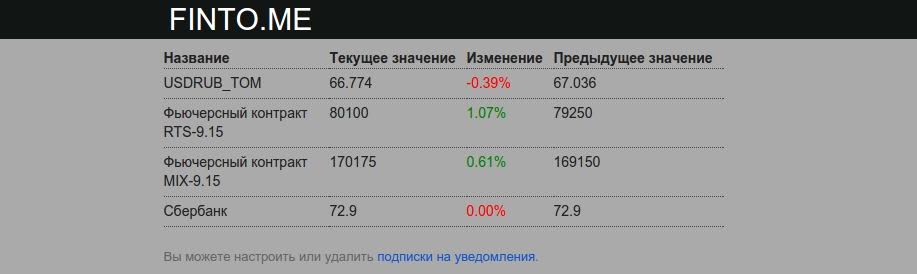 FINTO.ME
Название Текущее значение Изменение Предыдущее значение
USDRUB_TOM 66.774 -0.39% 67.036
Фьючерсный контракт 80100 1.07% 79250
RTS-9.15
Фьючерсный контракт 170175 0.61% 169150
MIX-9.15
Сбербанк 72.9 0.00% 72.9
Вы можете настроить или удалить подписки на уведомления.